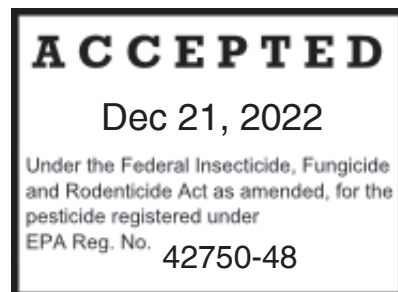 ACCEPTED
Dec 21, 2022
Under the Federal Insecticide, Fungicide
and Rodenticide Act as amended, for the
pesticide registered under
EPA Reg. No. 42750-48